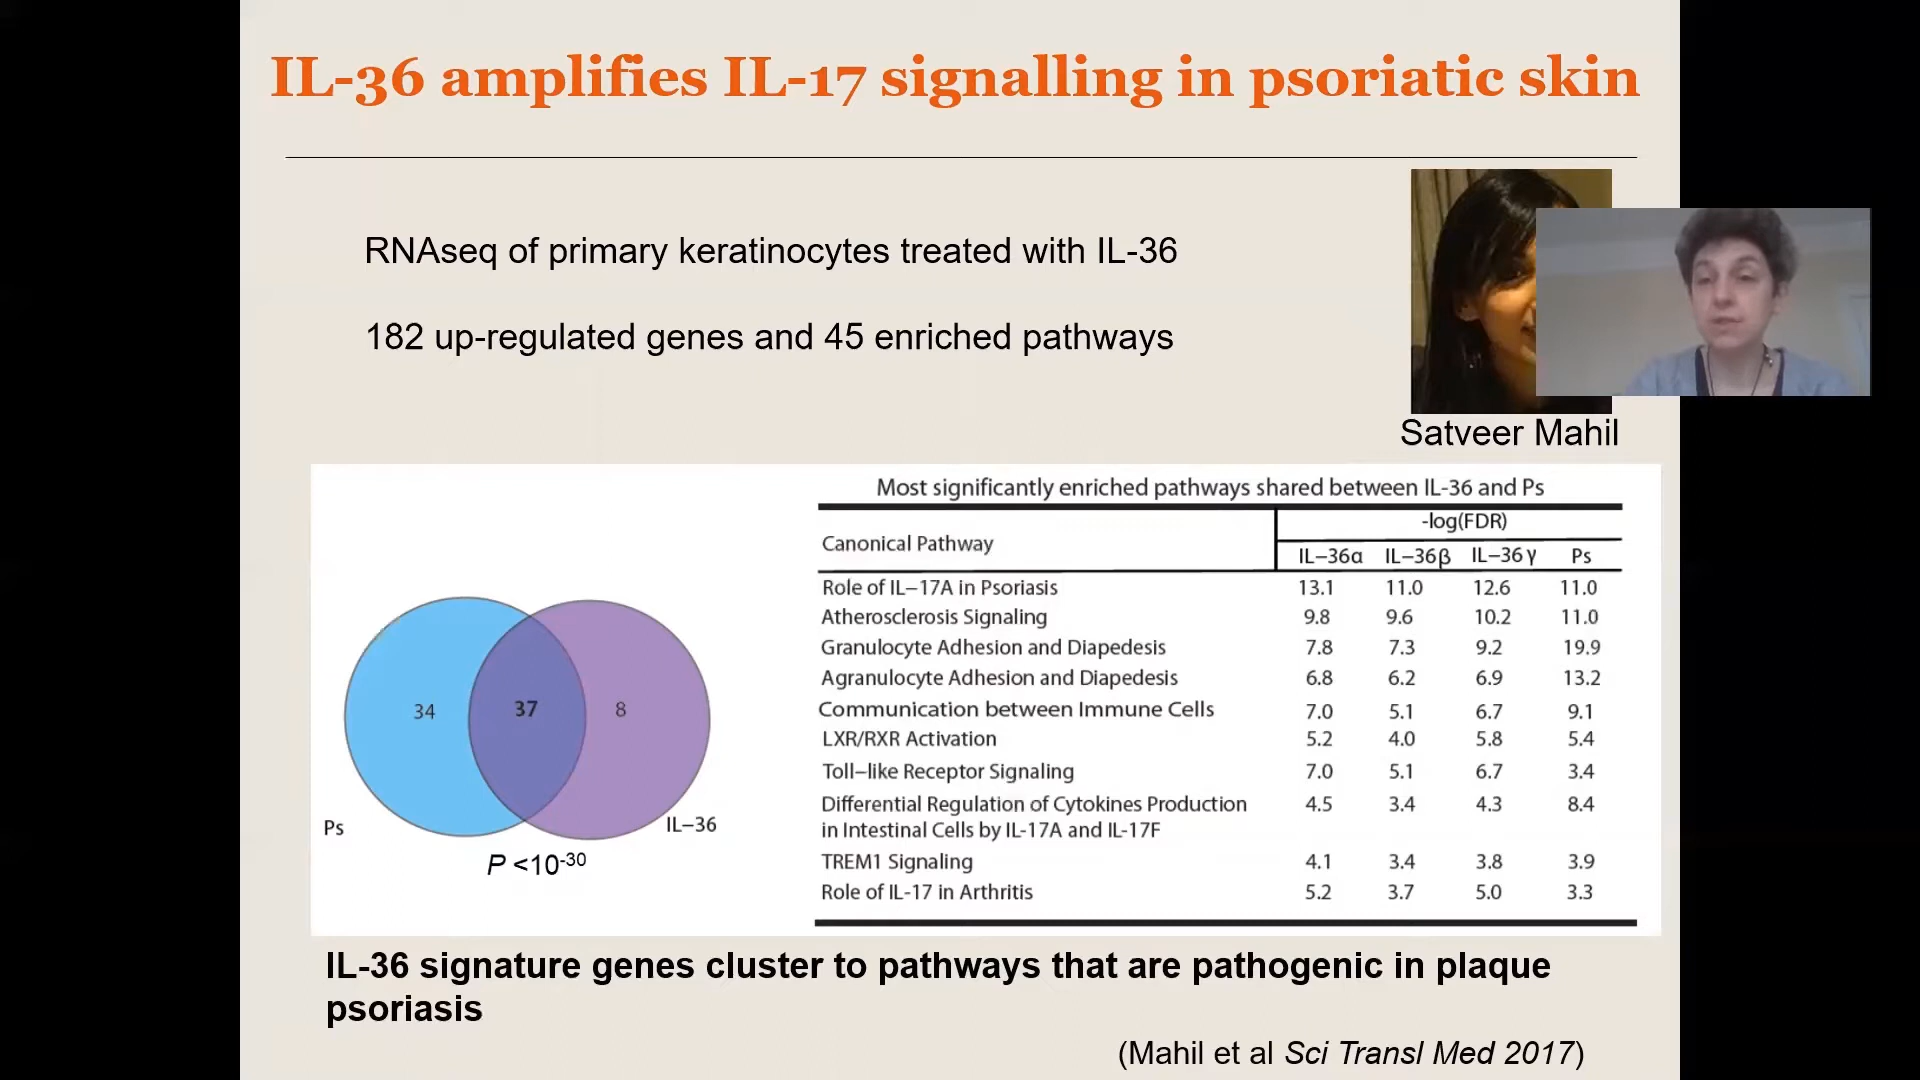 IL-36 amplifies IL-17 signalling in psoriatic skin
RNAseq of primary keratinocytes treated with IL-36
182 up-regulated genes and 45 enriched pathways
Satveer Mahil
34 37 8
Ps
IL–36
P <10-30
Most significantly enriched pathways shared between IL-36 and Ps
-log(FDR)
Canonical Pathway
IL–36α IL–36β IL–36γ Ps
Role of IL–17A in Psoriasis 13.1 11.0 12.6 11.0
Atherosclerosis Signaling 9.8 9.6 10.2 11.0
Granulocyte Adhesion and Diapedesis 7.8 7.3 9.2 19.9
Agranulocyte Adhesion and Diapedesis 6.8 6.2 6.9 13.2
Communication between Immune Cells 7.0 5.1 6.7 9.1
LXR/RXR Activation 5.2 4.0 5.8 5.4
Toll–like Receptor Signaling 7.0 5.1 6.7 3.4
Differential Regulation of Cytokines Production 4.5 3.4 4.3 8.4
in Intestinal Cells by IL-17A and IL-17F
TREM1 Signaling 4.1 3.4 3.8 3.9
Role of IL-17 in Arthritis 5.2 3.7 5.0 3.3
IL-36 signature genes cluster to pathways that are pathogenic in plaque
psoriasis
(Mahil et al Sci Transl Med 2017)